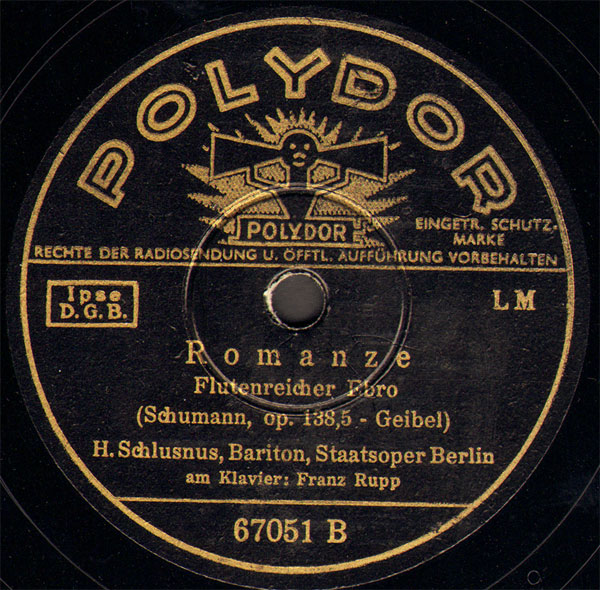 POLYDOR
POLYDOR
EINGETR. SCHUTZ-
MARKE
RECHTE DER RADIOSENDUNG U. ÖFFTL. AUFFÜHRUNG VORBEHALTEN
Ipse
D.G.B.
LM
Romanze
Flutenreicher Ebro
(Schumann, op. 138,5 - Geibel)
H. Schlusnus, Bariton, Staatsoper Berlin
am Klavier: Franz Rupp
67051 B